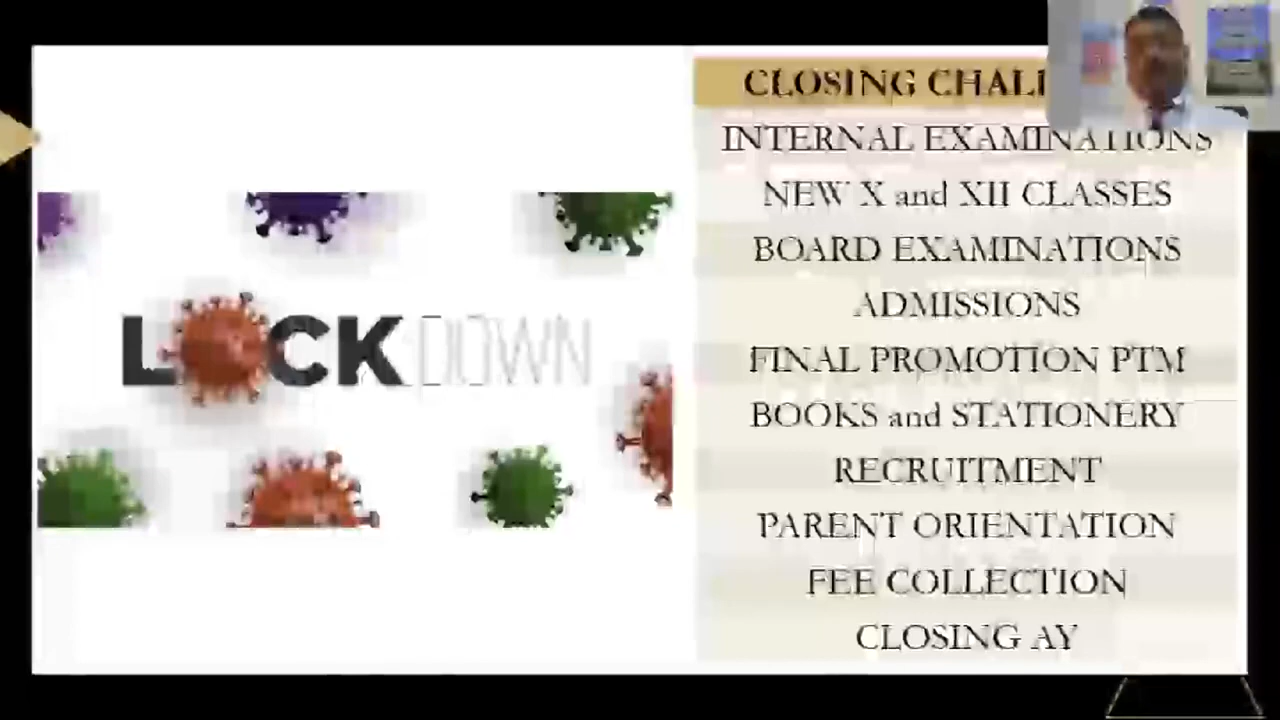 LOCKDOWN
CLOSING
INTERNAL EXAMINATIONS
NEW X and XII CLASSES
BOARD EXAMINATIONS
ADMISSIONS
FINAL PROMOTION PTM
BOOKS and STATIONERY
RECRUITMENT
PARENT ORIENTATION
FEE COLLECTION
CLOSING AY